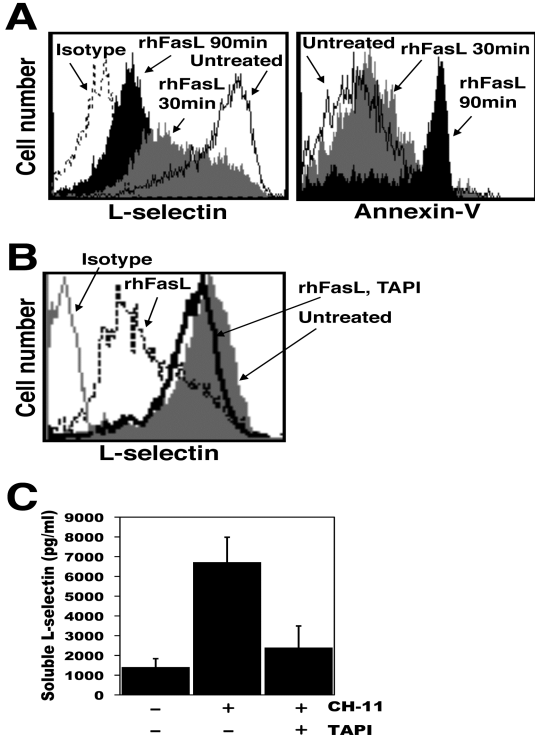 A
Isotype
rhFasL 90min
Untreated
rhFasL
30min
Cell number
L-selectin
Untreated
rhFasL 30min
rhFasL
90min
Annexin-V
B
Isotype
rhFasL
rhFasL, TAPI
Untreated
Cell number
L-selectin
C
Soluble L-selectin (pg/ml)
9000
8000
7000
6000
5000
4000
3000
2000
1000
0
– + + CH-11
– – + TAPI